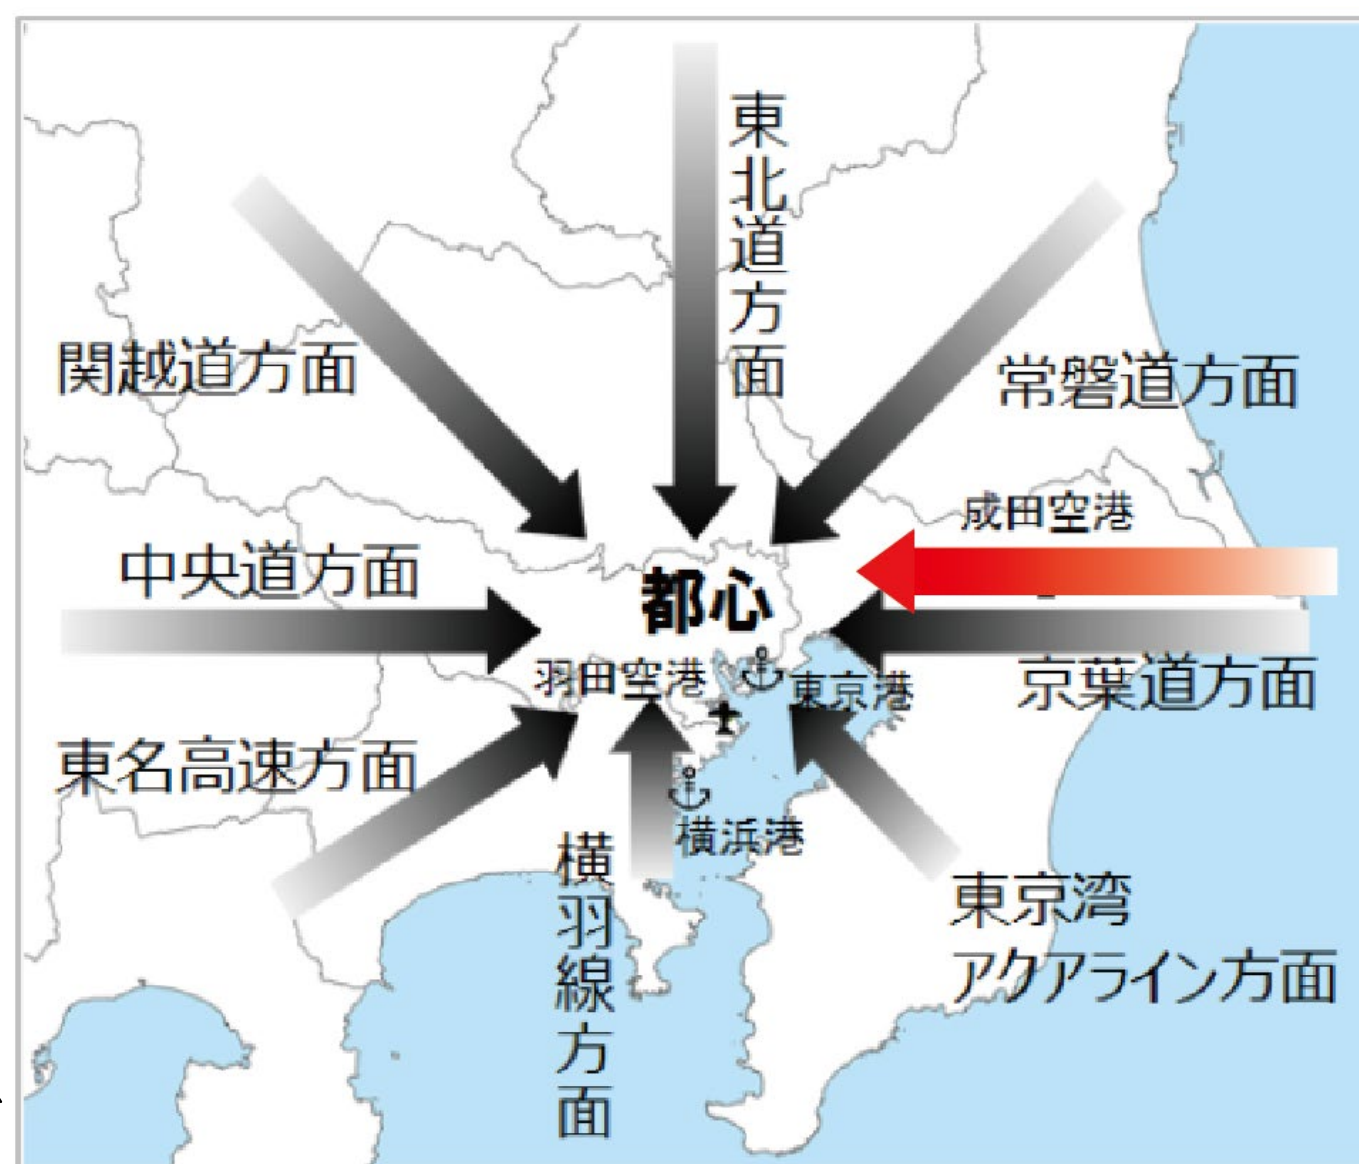 東北道方面
関越道方面
常磐道方面
成田空港
中央道方面
都心
羽田空港
東京港
京葉道方面
東名高速方面
横浜港
横羽線方面
東京湾
アクアライン方面